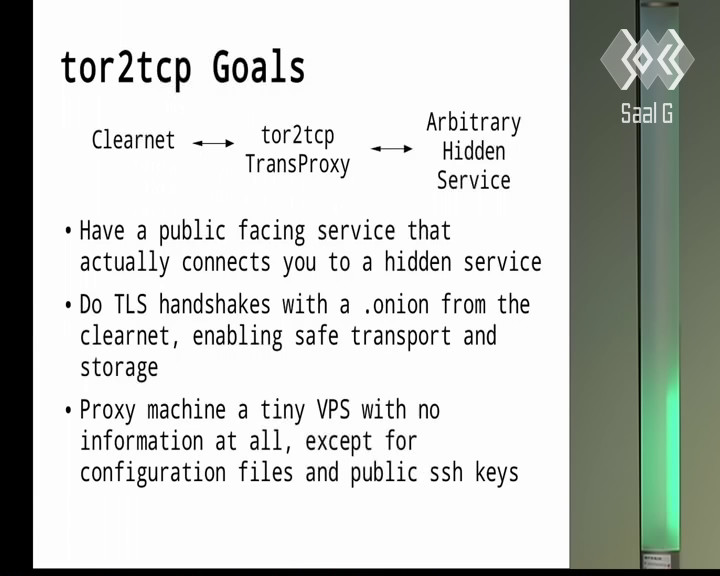 tor2tcp Goals
Clearnet
tor2tcp
TransProxy
Arbitrary
Hidden
Service
• Have a public facing service that
actually connects you to a hidden service
• Do TLS handshakes with a .onion from the
clearnet, enabling safe transport and
storage
• Proxy machine a tiny VPS with no
information at all, except for
configuration files and public ssh keys
Saal G